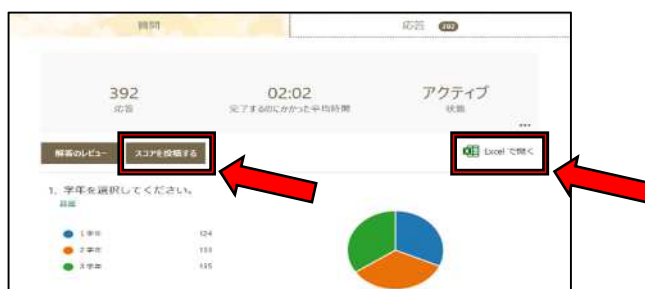 質問
応答 392
392
応答
02:02
完了するのにかかった平均時間
アクティブ
状態
解答のレビュー
スコアを投稿する
Excel で開く
1. 学年を選択してください。
詳細
1 学年 124
2 学年 133
3 学年 135